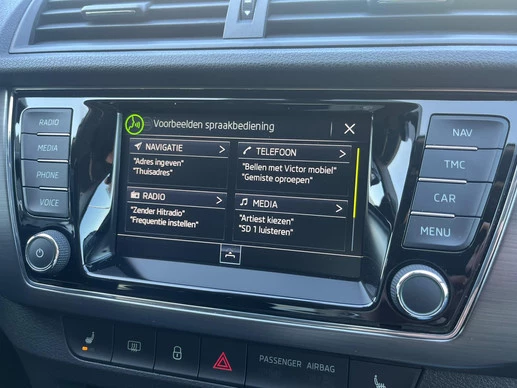 RADIO
MEDIA
PHONE
VOICE
Voorbeelden spraakbediening
NAVIGATIE
"Adres ingeven"
"Thuisadres"
TELEFOON
"Bellen met Victor mobiel"
"Gemiste oproepen"
RADIO
"Zender Hitradio"
"Frequentie instellen"
MEDIA
"Artiest kiezen"
"SD 1 luisteren"
NAV
TMC
CAR
MENU
PASSENGER AIRBAG